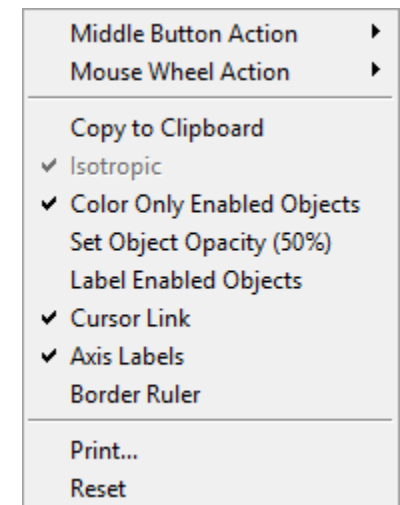 Middle Button Action
Mouse Wheel Action
Copy to Clipboard
Isotropic
Color Only Enabled Objects
Set Object Opacity (50%)
Label Enabled Objects
Cursor Link
Axis Labels
Border Ruler
Print...
Reset